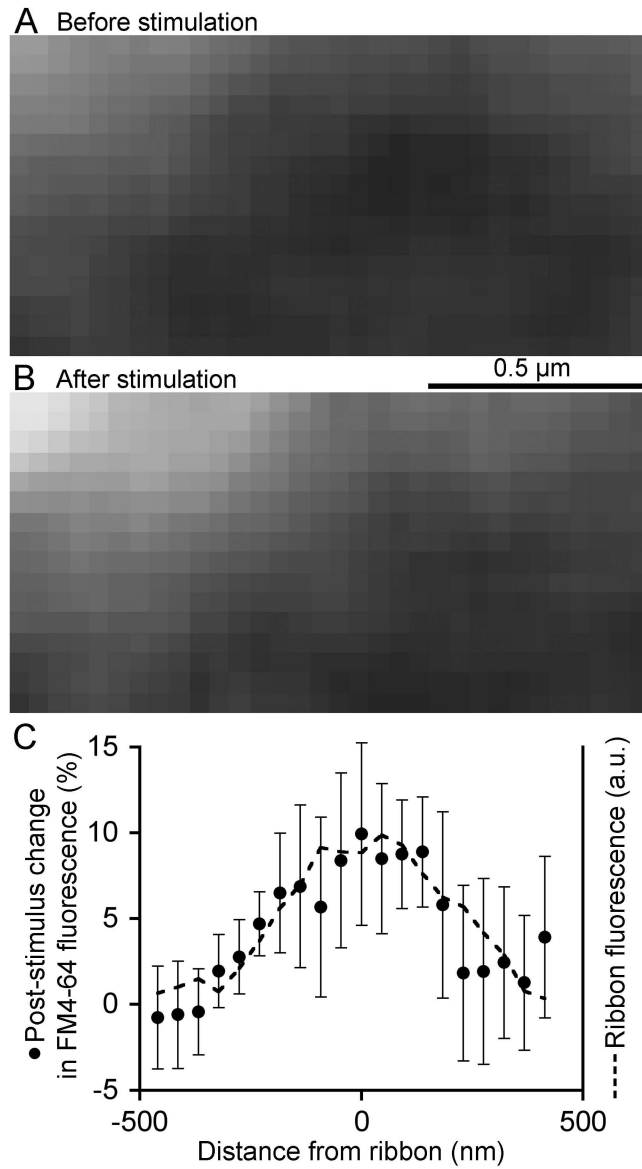 A Before stimulation
B After stimulation
0.5 µm
C
● Post-stimulus change
in FM4-64 fluorescence (%)
15
10
5
0
-5
-500
0
500
Distance from ribbon (nm)
Ribbon fluorescence (a.u.)